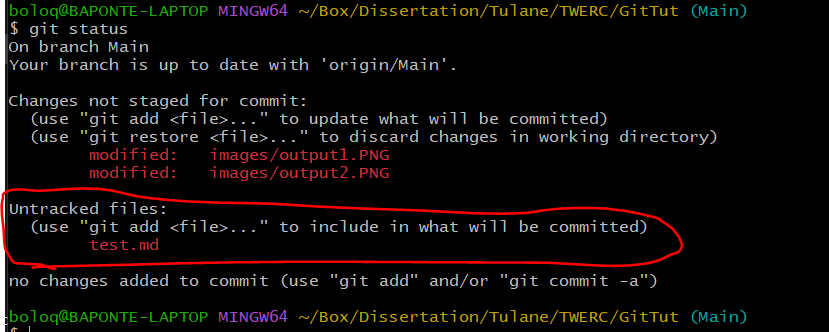 boloq@BAPONTE-LAPTOP MINGW64 ~/Box/Dissertation/Tulane/TWERC/GitTut (Main)
$ git status
On branch Main
Your branch is up to date with 'origin/Main'.
Changes not staged for commit:
(use "git add <file>..." to update what will be committed)
(use "git restore <file>..." to discard changes in working directory)
modified: images/output1.PNG
modified: images/output2.PNG
Untracked files:
(use "git add <file>..." to include in what will be committed)
test.md
no changes added to commit (use "git add" and/or "git commit -a")
boloq@BAPONTE-LAPTOP MINGW64 ~/Box/Dissertation/Tulane/TWERC/GitTut (Main)
$